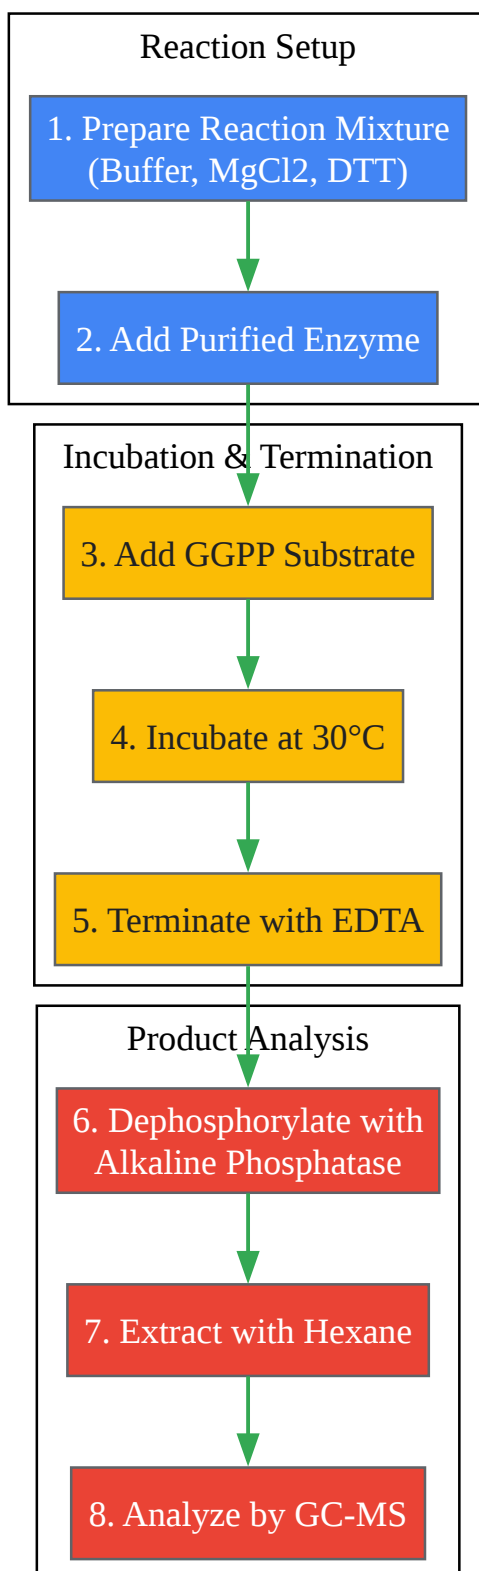 Reaction Setup
1. Prepare Reaction Mixture
(Buffer, MgCl2, DTT)
2. Add Purified Enzyme
Incubation & Termination
3. Add GGPP Substrate
4. Incubate at 30°C
5. Terminate with EDTA
Product Analysis
6. Dephosphorylate with
Alkaline Phosphatase
7. Extract with Hexane
8. Analyze by GC-MS